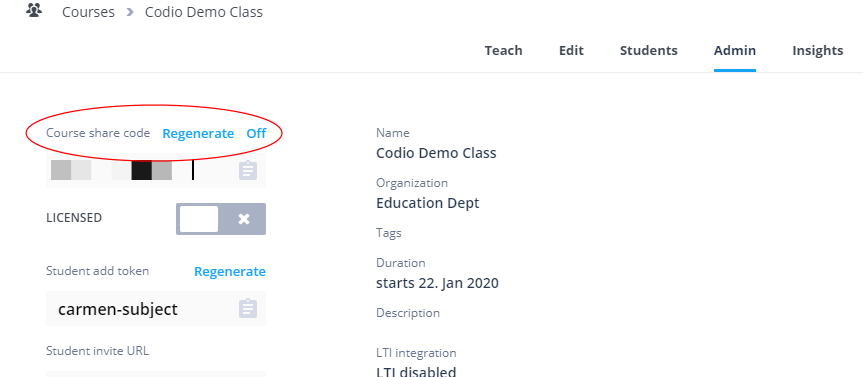 Courses > Codio Demo Class
Teach Edit Students Admin Insights
Course share code Regenerate Off
LICENSED
Student add token Regenerate
carmen-subject
Student invite URL
Name
Codio Demo Class
Organization
Education Dept
Tags
Duration
starts 22. Jan 2020
Description
LTI integration
LTI disabled